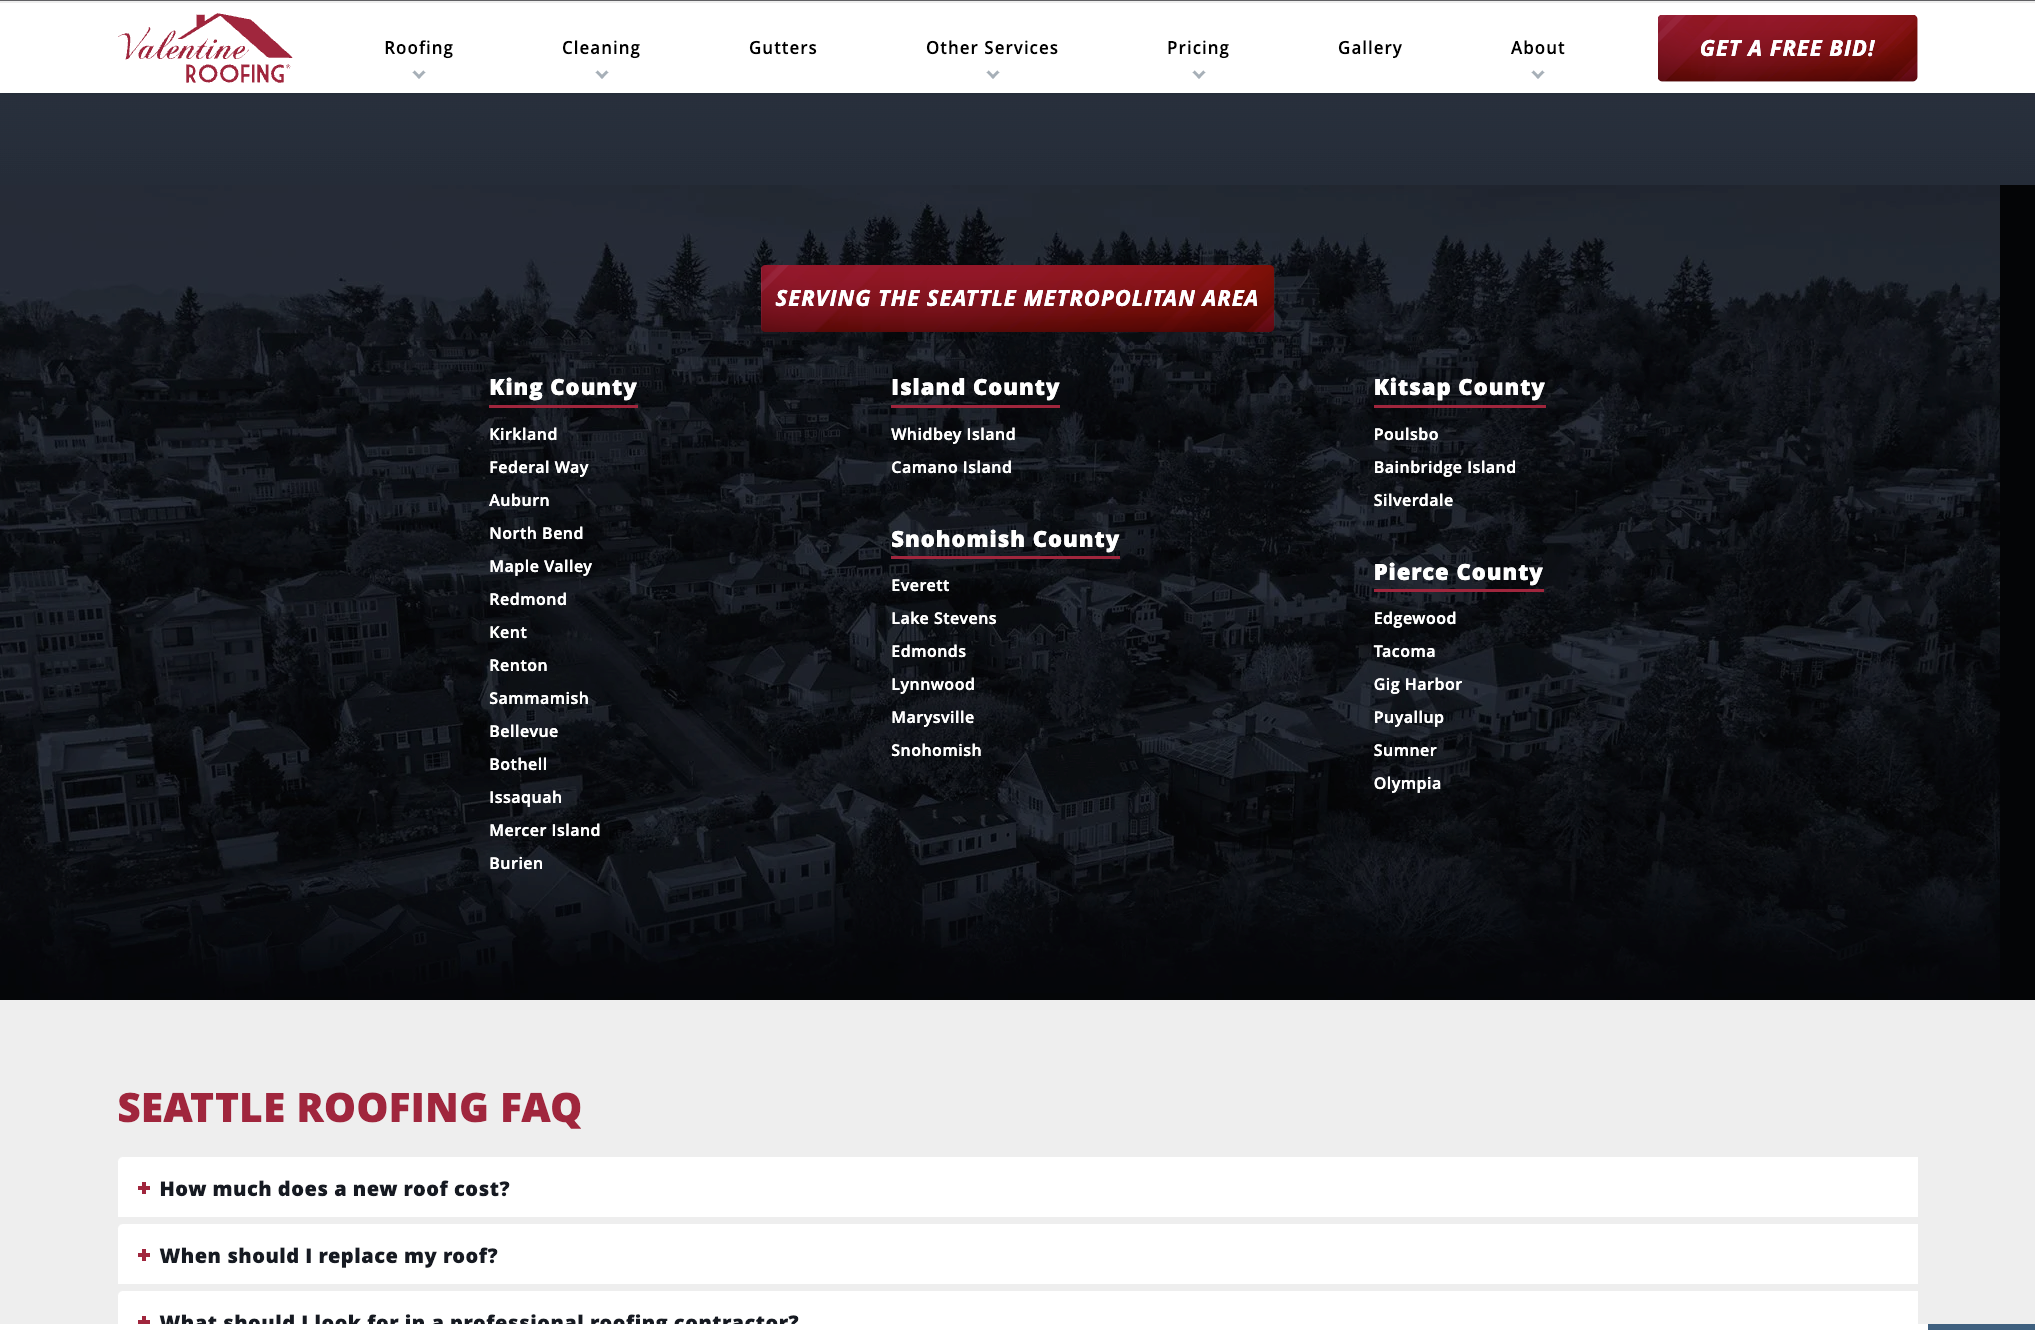 Valentine
ROOFING®
Roofing
Cleaning
Gutters
Other Services
Pricing
Gallery
About
GET A FREE BID!
SERVING THE SEATTLE METROPOLITAN AREA
King County
Kirkland
Federal Way
Auburn
North Bend
Maple Valley
Redmond
Kent
Renton
Sammamish
Bellevue
Bothell
Issaquah
Mercer Island
Burien
Island County
Whidbey Island
Camano Island
Snohomish County
Everett
Lake Stevens
Edmonds
Lynnwood
Marysville
Snohomish
Kitsap County
Poulsbo
Bainbridge Island
Silverdale
Pierce County
Edgewood
Tacoma
Gig Harbor
Puyallup
Sumner
Olympia
SEATTLE ROOFING FAQ
+ How much does a new roof cost?
+ When should I replace my roof?
+ What should I look for in a professional roofing contractor?